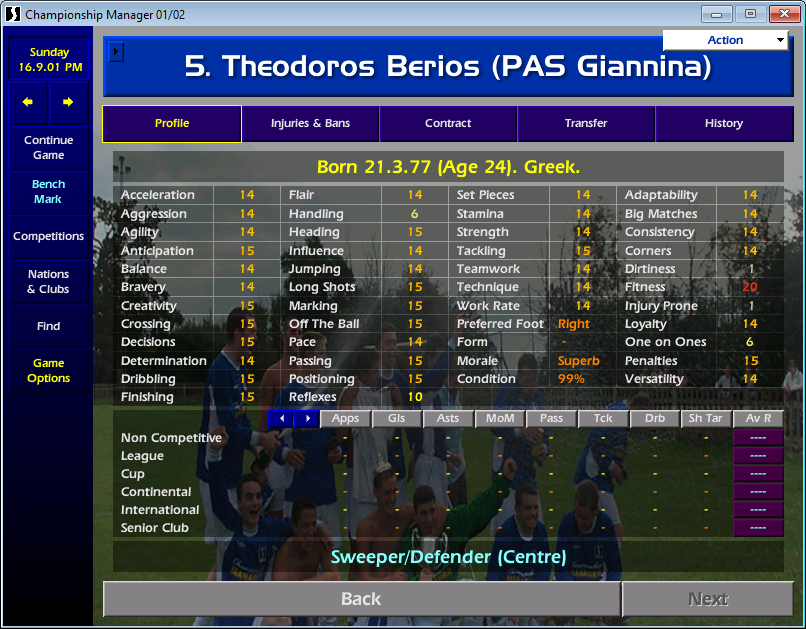 Championship Manager 01/02
Sunday
16.9.01 PM
Continue
Game
Bench
Mark
Competitions
Nations
& Clubs
Find
Game
Options
Action
5. Theodoros Berios (PAS Giannina)
Profile Injuries & Bans Contract Transfer History
Born 21.3.77 (Age 24). Greek.
Acceleration 14 Flair 14 Set Pieces 14 Adaptability 14
Aggression 14 Handling 6 Stamina 14 Big Matches 14
Agility 14 Heading 15 Strength 14 Consistency 14
Anticipation 15 Influence 14 Tackling 15 Corners 14
Balance 14 Jumping 14 Teamwork 14 Dirtiness 1
Bravery 14 Long Shots 15 Technique 14 Fitness 20
Creativity 15 Marking 15 Work Rate 14 Injury Prone 1
Crossing 15 Off The Ball 15 Preferred Foot Right Loyalty 14
Decisions 15 Pace 14 Form - One on Ones 6
Determination 14 Passing 15 Morale Superb Penalties 15
Dribbling 15 Positioning 15 Condition 99% Versatility 14
Finishing 15 Reflexes 10
Apps Gls Asts MoM Pass Tck Drb Sh Tar Av R
Non Competitive - - - - - - - - ----
League - - - - - - - - ----
Cup - - - - - - - - ----
Continental - - - - - - - - ----
International - - - - - - - - ----
Senior Club - - - - - - - - ----
Sweeper/Defender (Centre)
Back Next